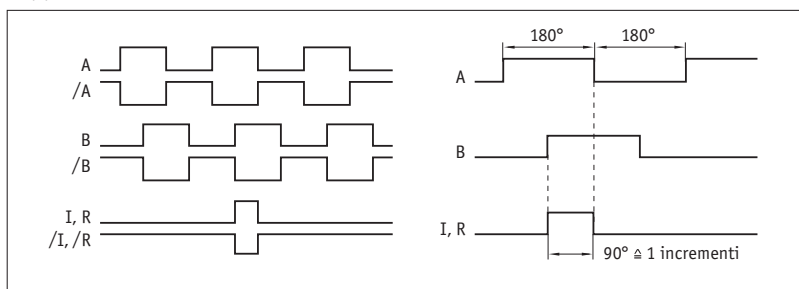 A
/A
B
/B
I, R
/I, /R
180° 180°
A
B
I, R
90° ≙ 1 incrementi